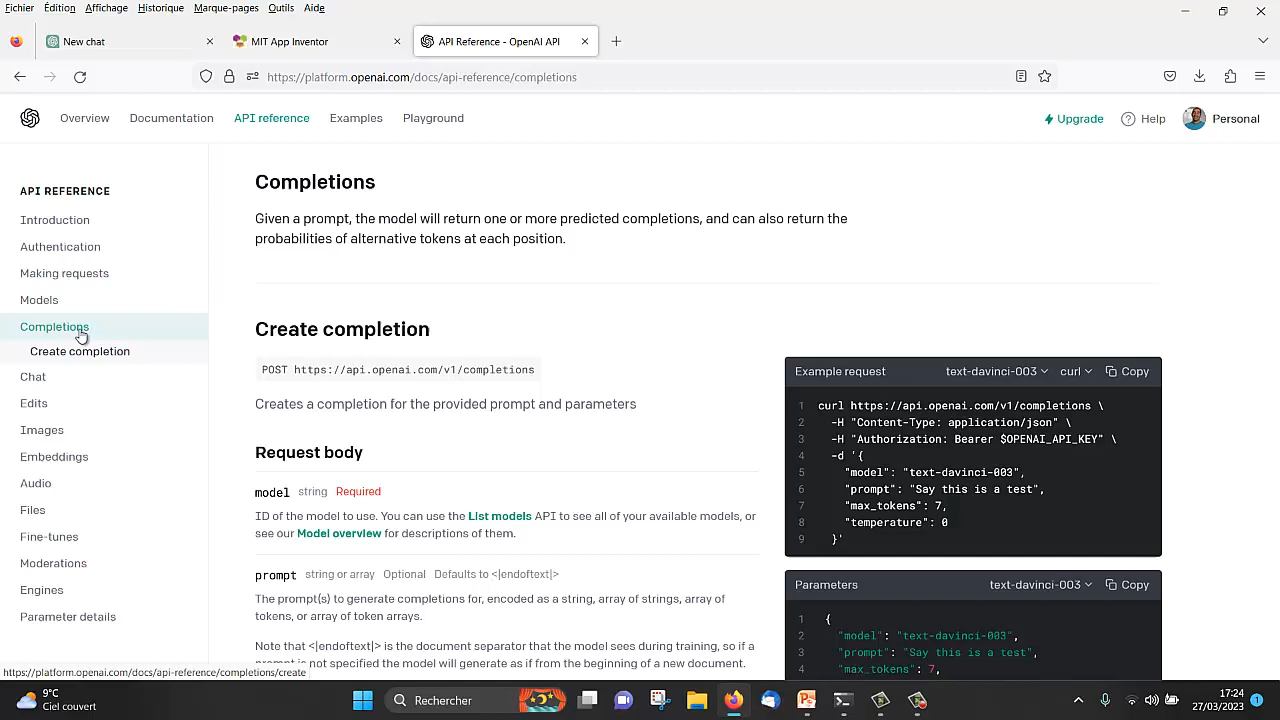 Fichier Édition Affichage Historique Marque-pages Outils Aide
New chat
MIT App Inventor
API Reference - OpenAI API
https://platform.openai.com/docs/api-reference/completions
Overview Documentation API reference Examples Playground
Upgrade Help Personal
API REFERENCE
Introduction
Authentication
Making requests
Models
Completions
Create completion
Chat
Edits
Images
Embeddings
Audio
Files
Fine-tunes
Moderations
Engines
Parameter details
https://platform.openai.com/docs/api-reference/completions/create
Completions
Given a prompt, the model will return one or more predicted completions, and can also return the
probabilities of alternative tokens at each position.
Create completion
POST https://api.openai.com/v1/completions
Creates a completion for the provided prompt and parameters
Request body
model string Required
ID of the model to use. You can use the List models API to see all of your available models, or
see our Model overview for descriptions of them.
prompt string or array Optional Defaults to <|endoftext|>
The prompt(s) to generate completions for, encoded as a string, array of strings, array of
tokens, or array of token arrays.
Note that <|endoftext|> is the document separator that the model sees during training, so if a
prompt is not specified the model will generate as if from the beginning of a new document.
Example request text-davinci-003 curl Copy
1 curl https://api.openai.com/v1/completions \
2 -H "Content-Type: application/json" \
3 -H "Authorization: Bearer $OPENAI_API_KEY" \
4 -d '{
5 "model": "text-davinci-003",
6 "prompt": "Say this is a test",
7 "max_tokens": 7,
8 "temperature": 0
9 }'
Parameters text-davinci-003 Copy
1 {
2 "model": "text-davinci-003",
3 "prompt": "Say this is a test",
4 "max_tokens": 7,
9°C
Ciel couvert
Rechercher
17:24
27/03/2023
1